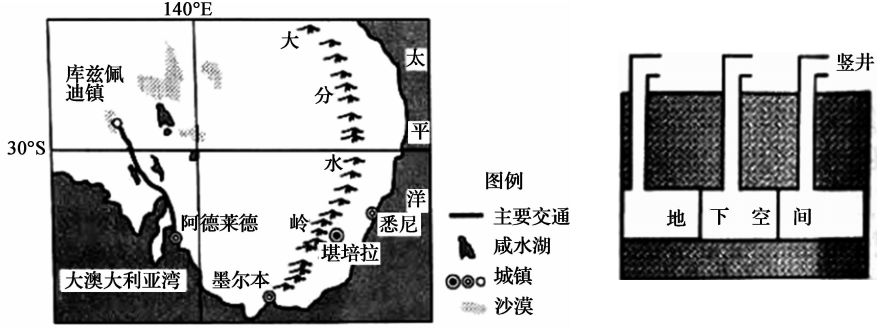 140°E
大
太
库兹佩
迪镇
分
平
30°S
水
洋
岭
阿德莱德
悉尼
堪培拉
大澳大利亚湾
墨尔本
图例
主要交通
咸水湖
城镇
沙漠
竖井
地下空间